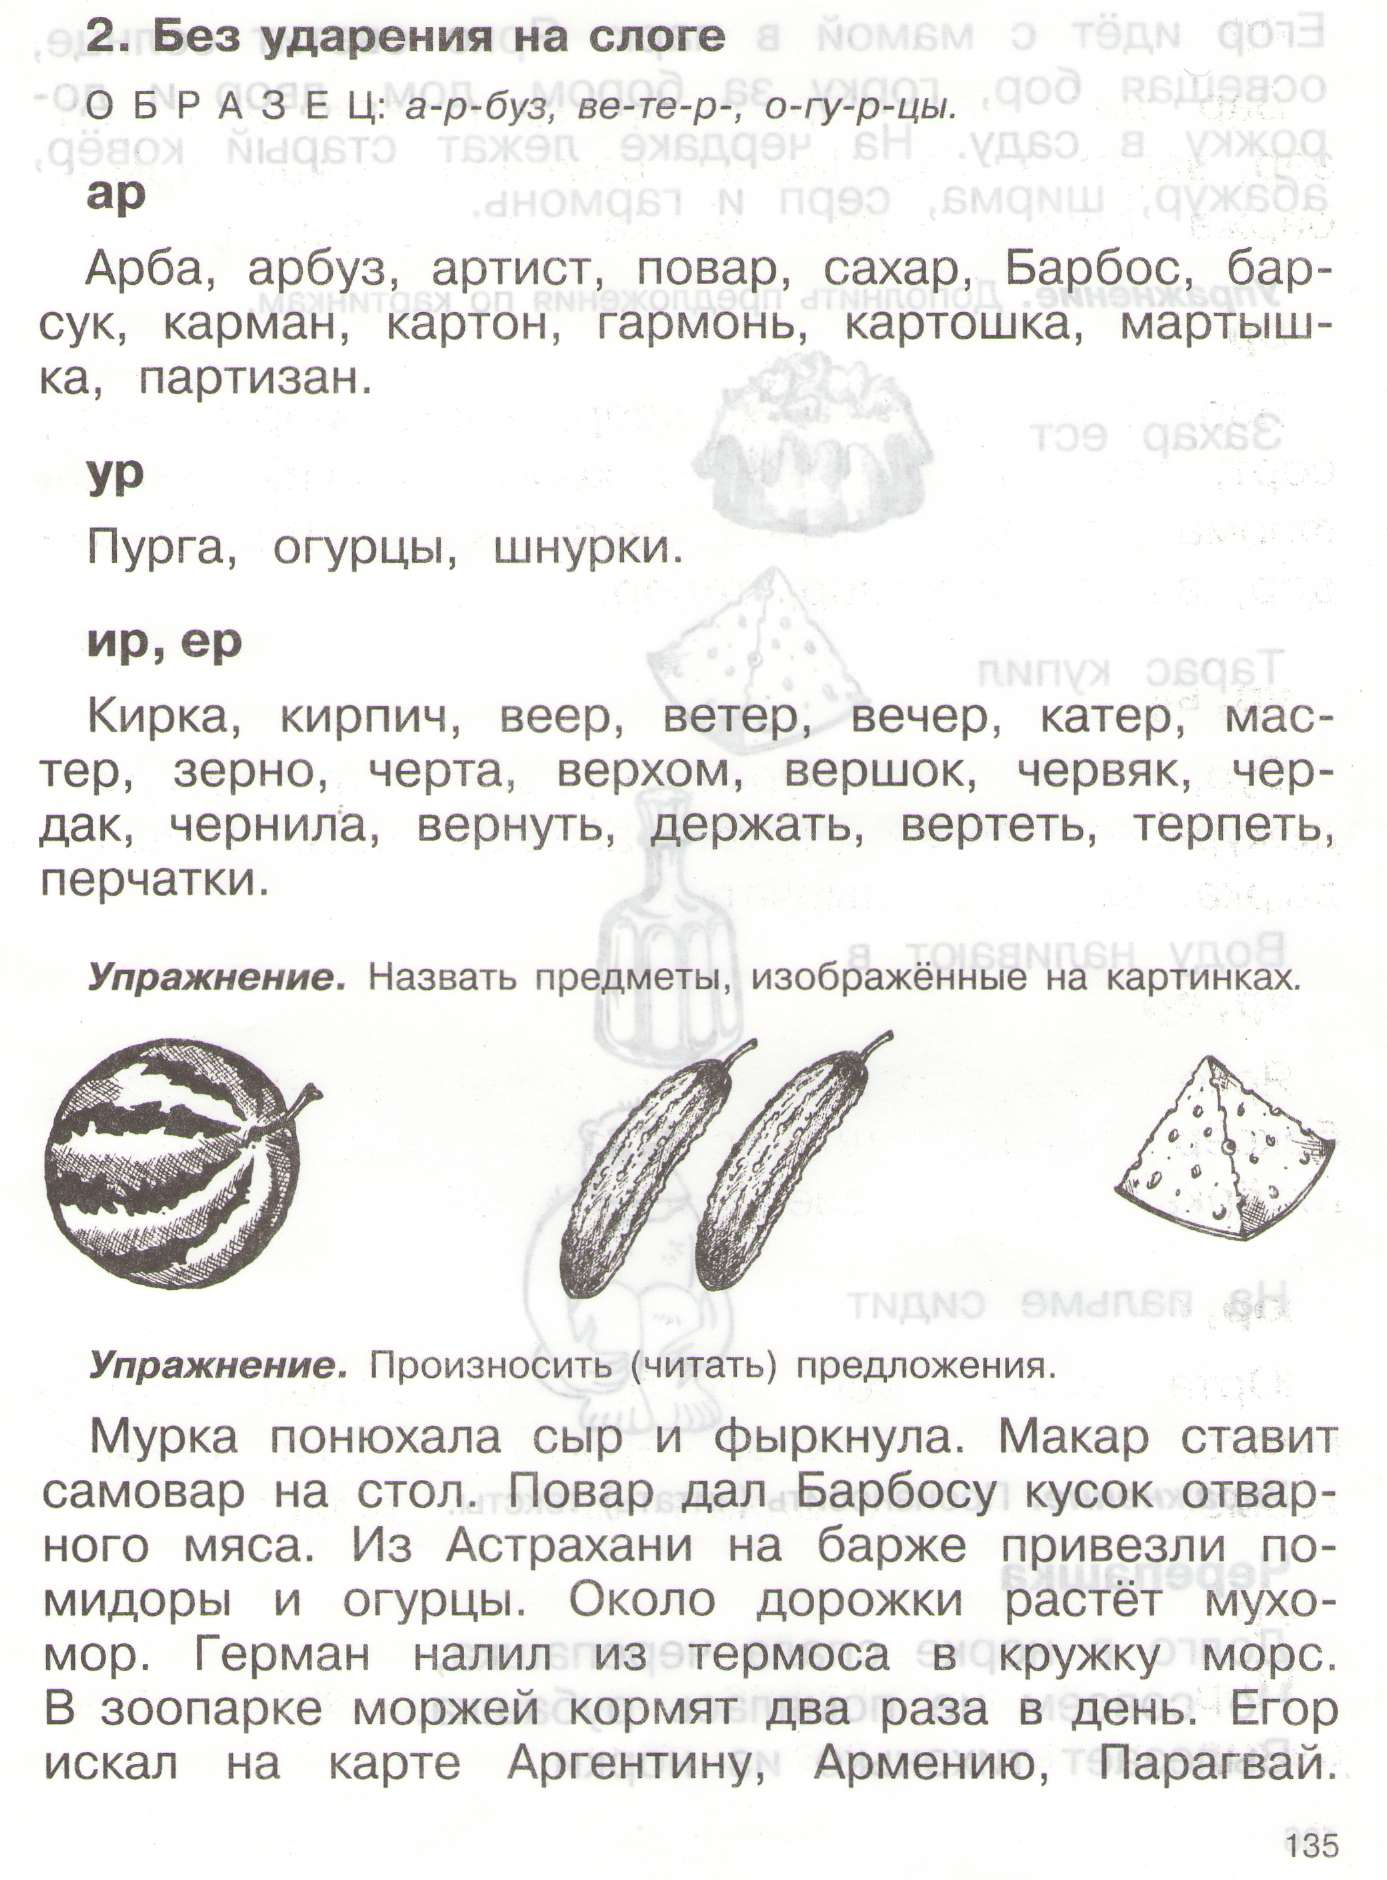 2. Без ударения на слоге
О Б Р А З Е Ц: а-р-буз, ве-те-р-, о-гу-р-цы.
ар
Арба, арбуз, артист, повар, сахар, Барбос, бар-
сук, карман, картон, гармонь, картошка, мартыш-
ка, партизан.
ур
Пурга, огурцы, шнурки.
ир, ер
Кирка, кирпич, веер, ветер, вечер, катер, мас-
тер, зерно, черта, верхом, вершок, червяк, чер-
дак, чернила, вернуть, держать, вертеть, терпеть,
перчатки.
Упражнение. Назвать предметы, изображённые на картинках.
Упражнение. Произносить (читать) предложения.
Мурка понюхала сыр и фыркнула. Макар ставит
самовар на стол. Повар дал Барбосу кусок отвар-
ного мяса. Из Астрахани на барже привезли по-
мидоры и огурцы. Около дорожки растёт мухо-
мор. Герман налил из термоса в кружку морс.
В зоопарке моржей кормят два раза в день. Егор
искал на карте Аргентину, Армению, Парагвай.
135